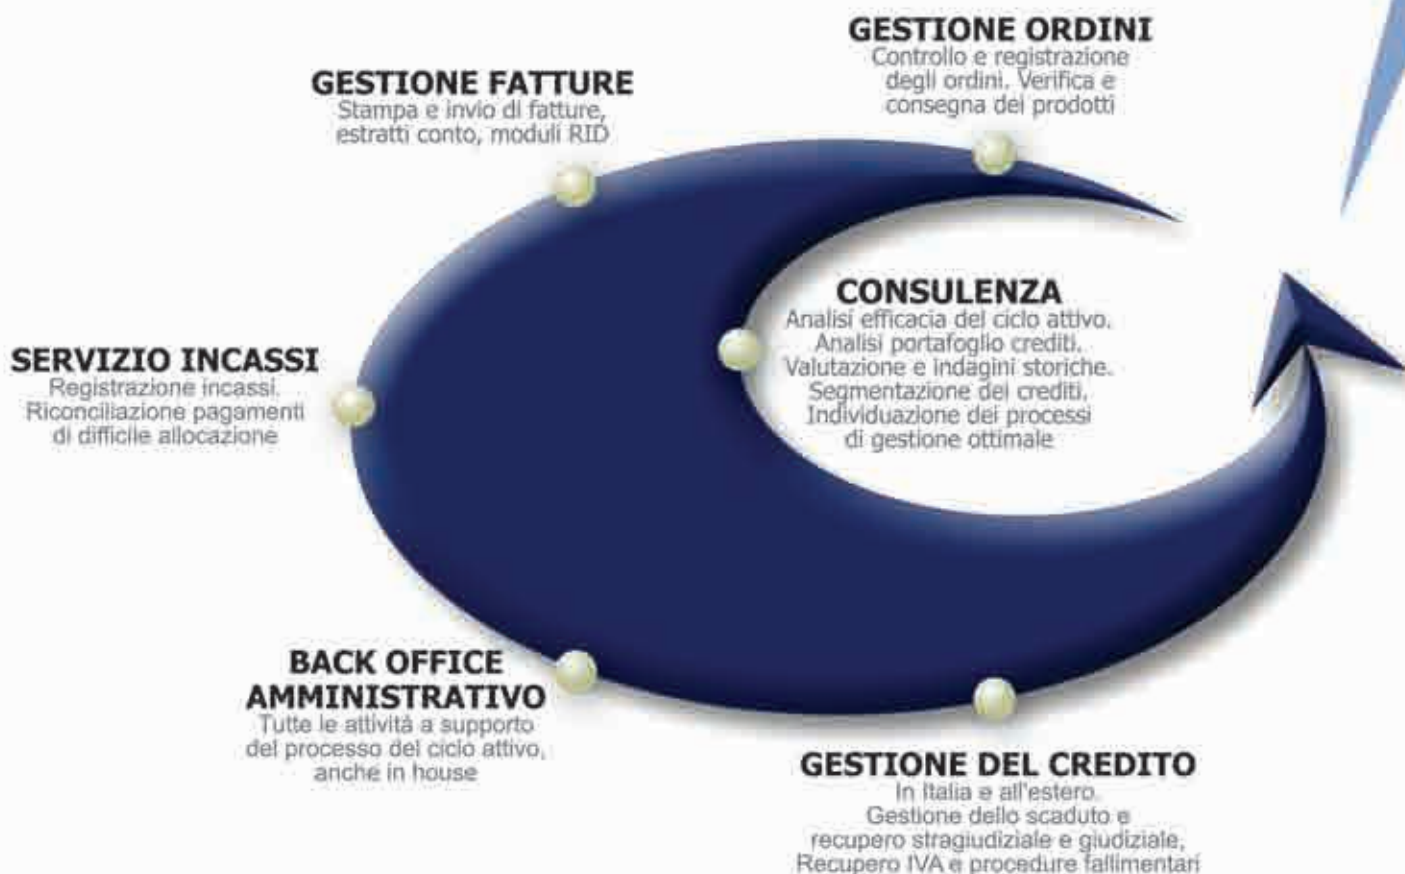 GESTIONE ORDINI
Controllo e registrazione
degli ordini. Verifica e
consegna dei prodotti
GESTIONE FATTURE
Stampa e invio di fatture,
estratti conto, moduli RID
CONSULENZA
Analisi efficacia del ciclo attivo.
Analisi portafoglio crediti.
Valutazione e indagini storiche.
Segmentazione dei crediti.
Individuazione dei processi
di gestione ottimale
SERVIZIO INCASSI
Registrazione incassi.
Riconciliazione pagamenti
di difficile allocazione
BACK OFFICE
AMMINISTRATIVO
Tutte le attività a supporto
del processo del ciclo attivo,
anche in house
GESTIONE DEL CREDITO
In Italia e all'estero.
Gestione dello scaduto e
recupero stragiudiziale e giudiziale,
Recupero IVA e procedure fallimentari